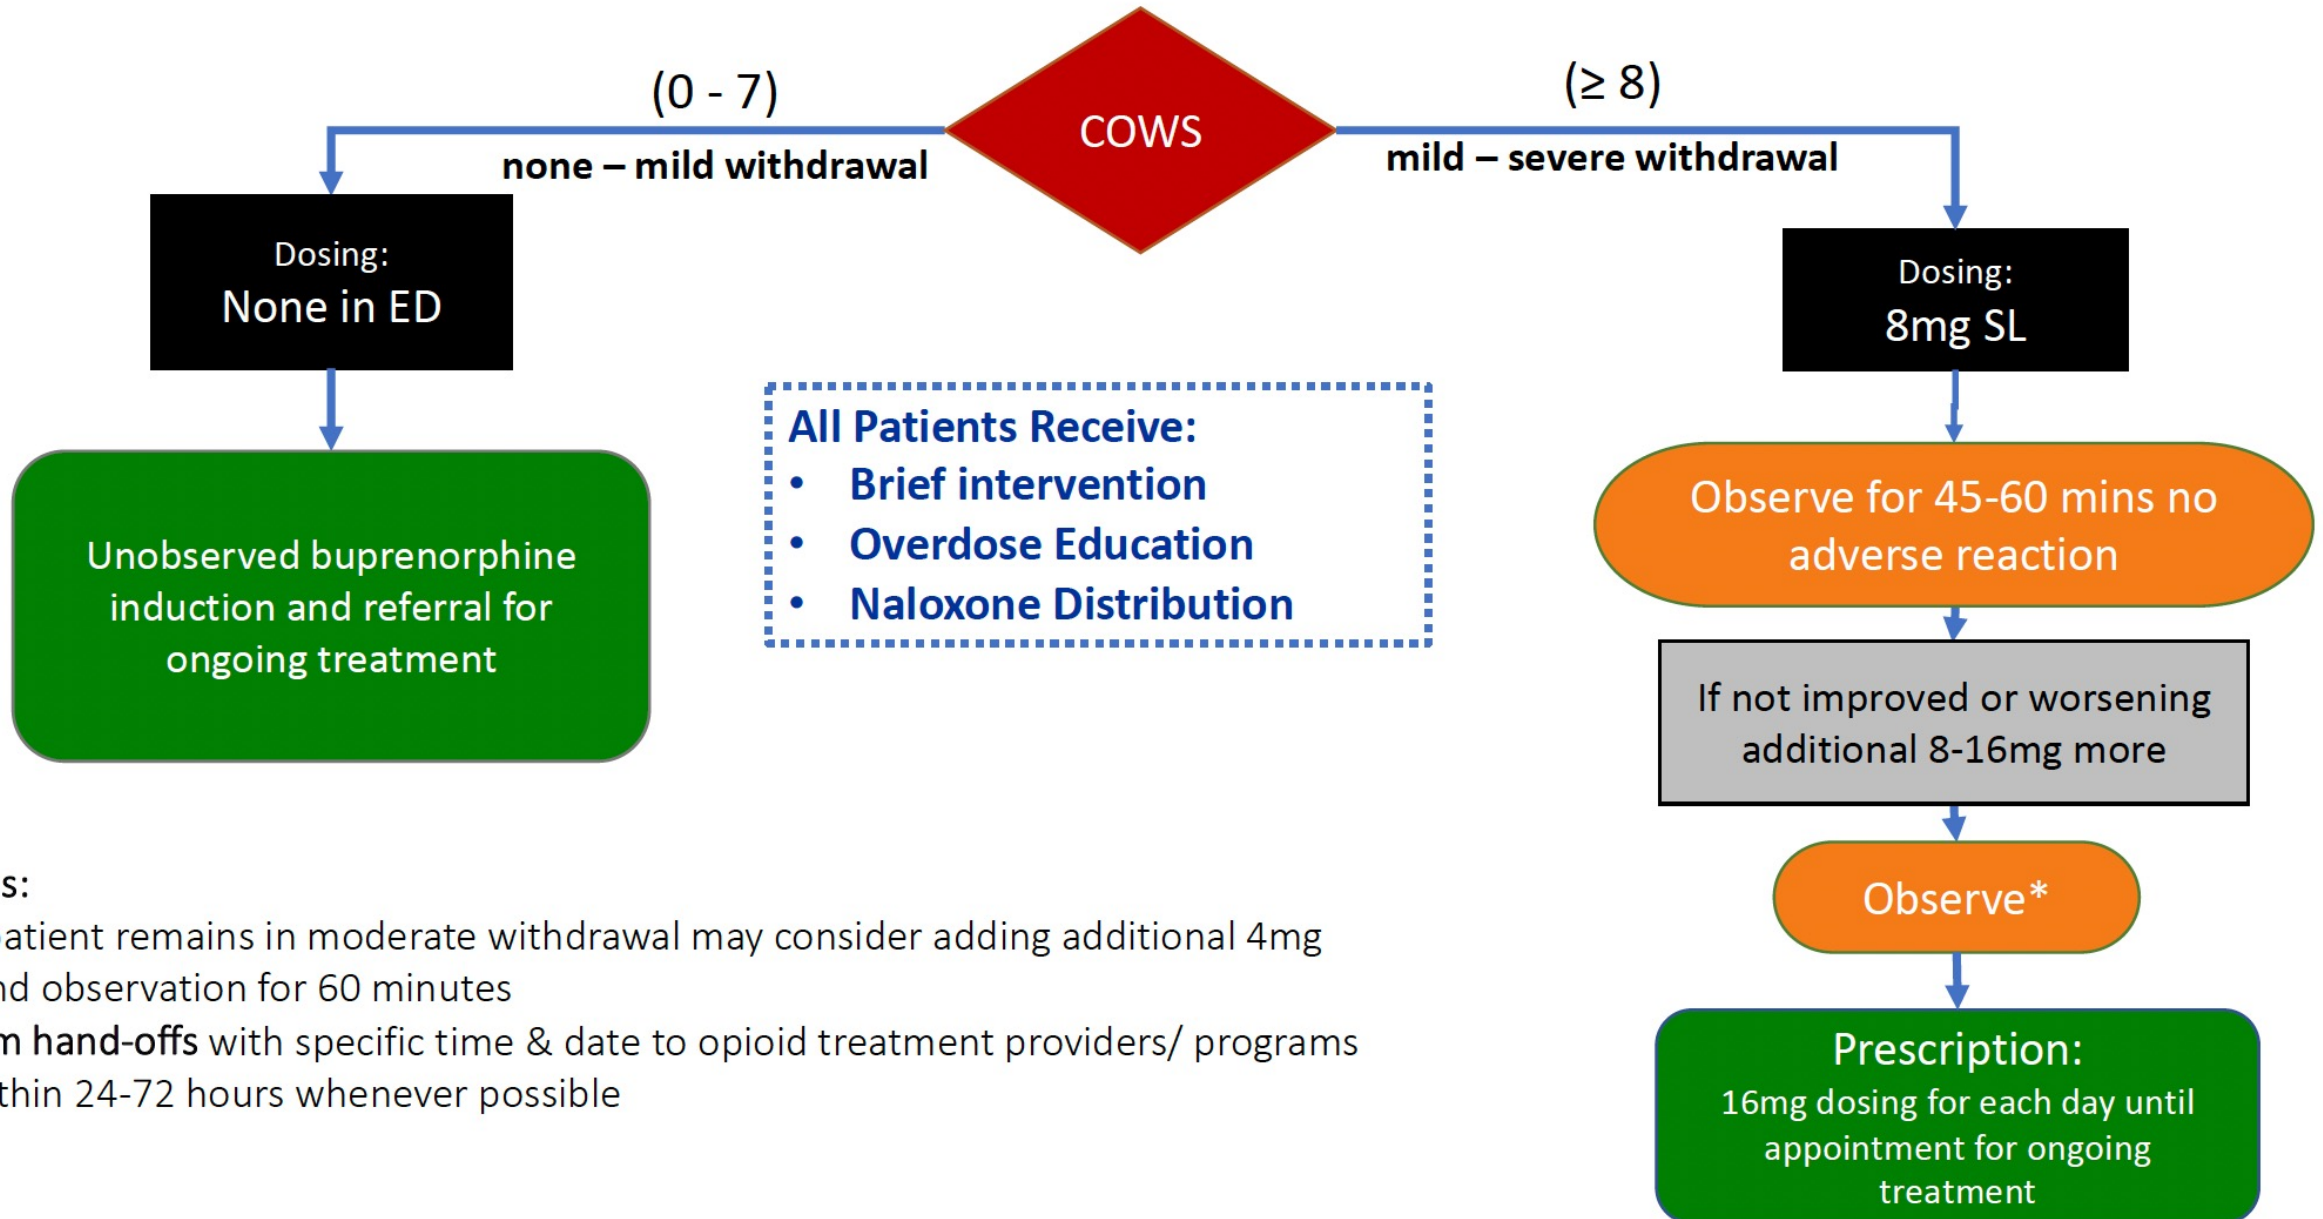 COWS
(0 - 7)
none – mild withdrawal
(≥ 8)
mild – severe withdrawal
Dosing:
None in ED
Unobserved buprenorphine
induction and referral for
ongoing treatment
All Patients Receive:
• Brief intervention
• Overdose Education
• Naloxone Distribution
Dosing:
8mg SL
Observe for 45-60 mins no
adverse reaction
If not improved or worsening
additional 8-16mg more
Observe*
Prescription:
16mg dosing for each day until
appointment for ongoing
treatment
s:
atient remains in moderate withdrawal may consider adding additional 4mg
nd observation for 60 minutes
m hand-offs with specific time & date to opioid treatment providers/ programs
thin 24-72 hours whenever possible